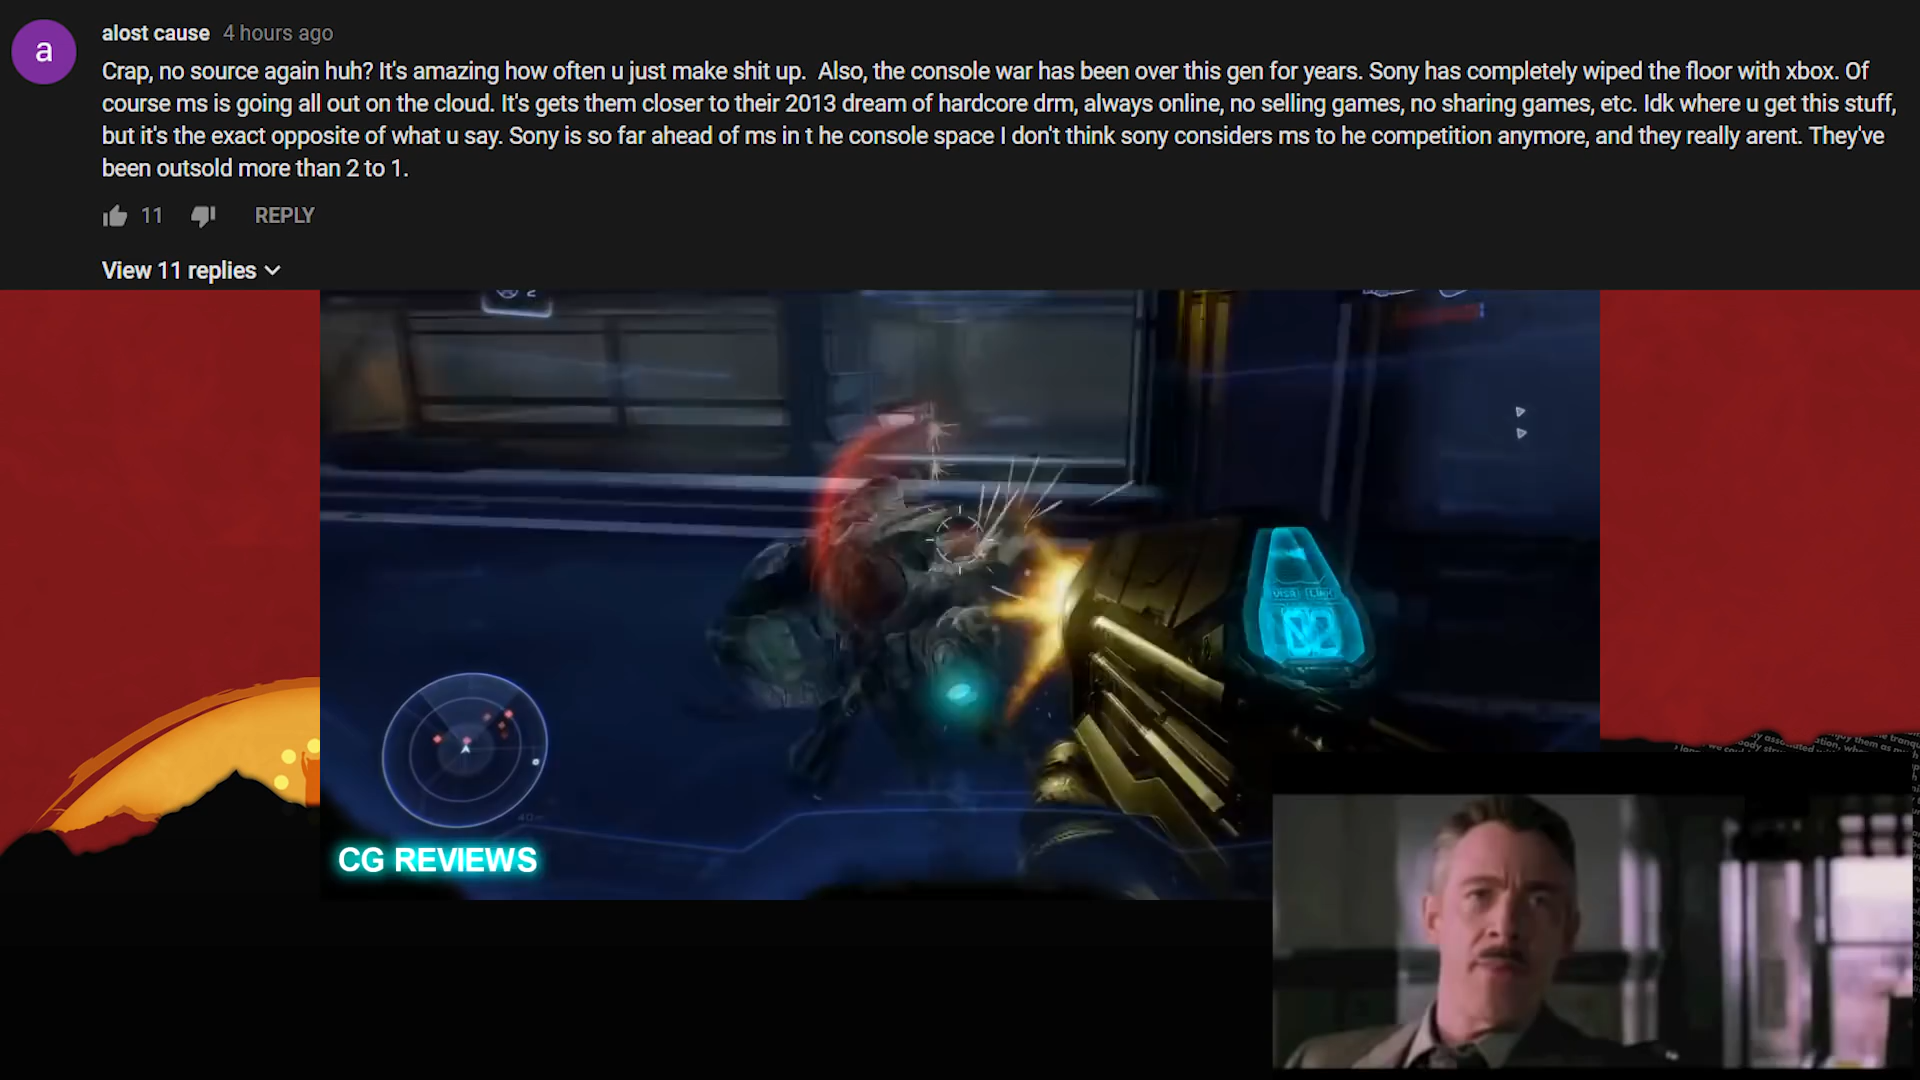 a
alost cause 4 hours ago
Crap, no source again huh? It's amazing how often u just make shit up.  Also, the console war has been over this gen for years. Sony has completely wiped the floor with xbox. Of
course ms is going all out on the cloud. It's gets them closer to their 2013 dream of hardcore drm, always online, no selling games, no sharing games, etc. Idk where u get this stuff,
but it's the exact opposite of what u say. Sony is so far ahead of ms in t he console space I don't think sony considers ms to he competition anymore, and they really arent. They've
been outsold more than 2 to 1.
11 REPLY
View 11 replies
2
02
40m
CG REVIEWS